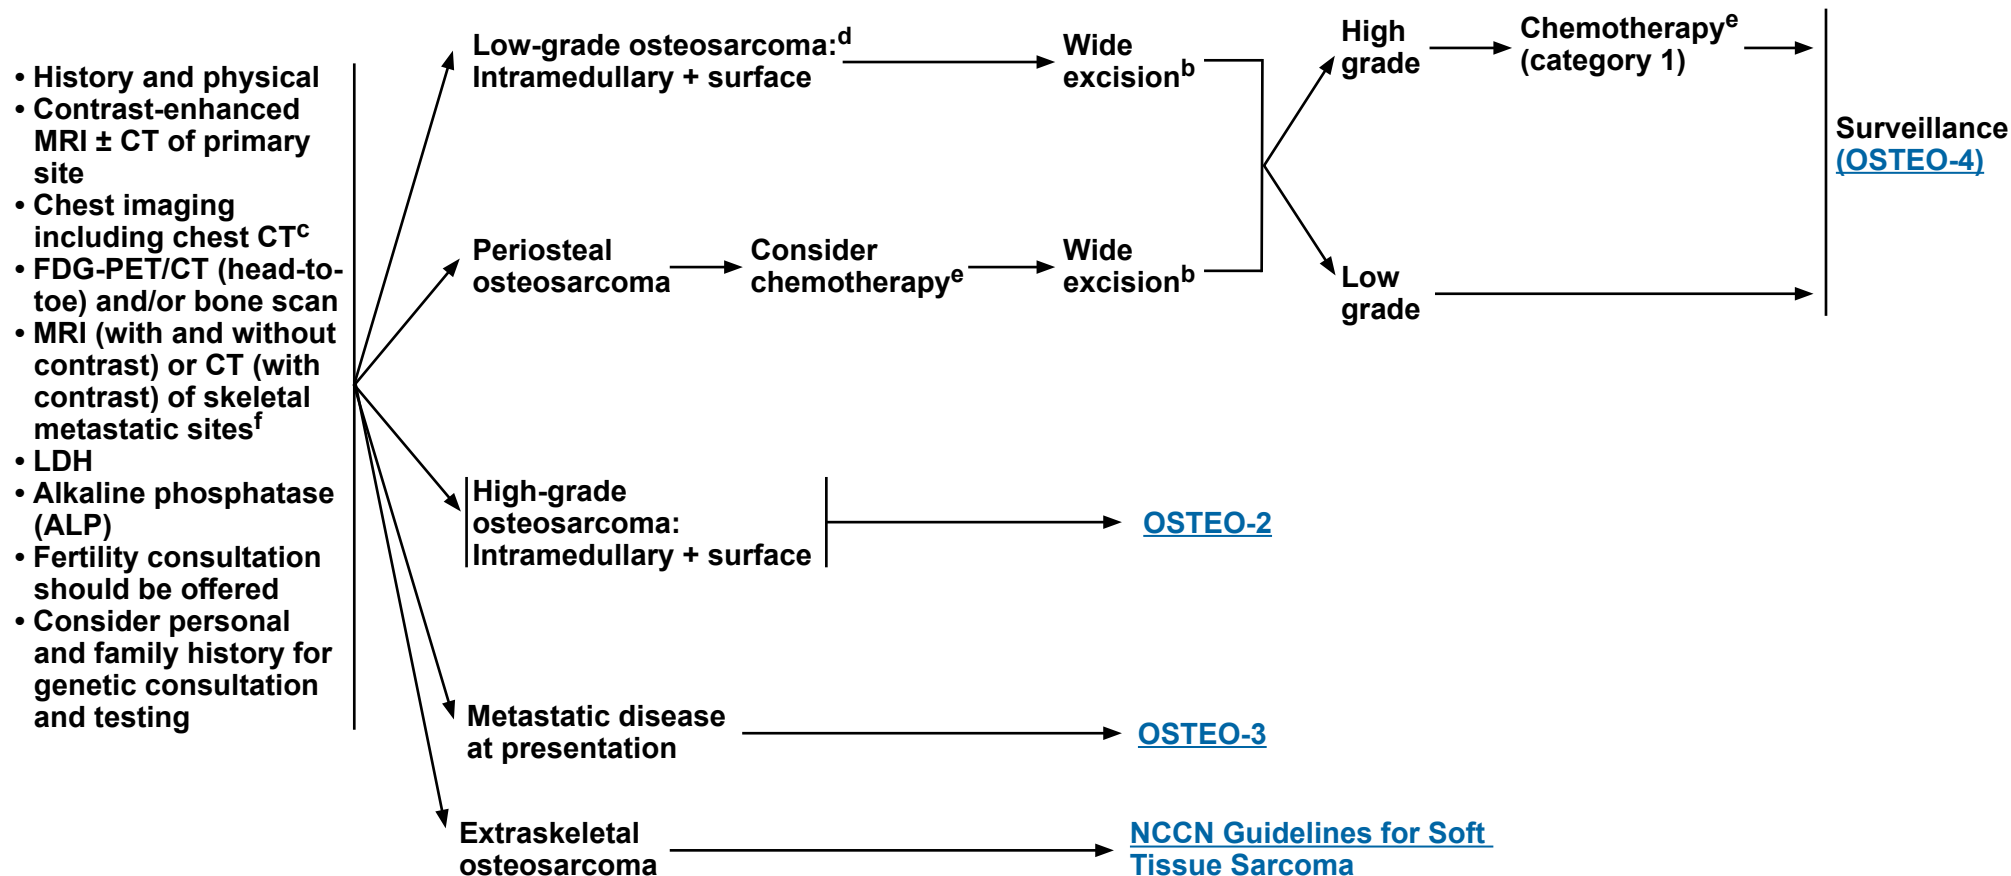 • History and physical
• Contrast-enhanced
MRI ± CT of primary
site
• Chest imaging
including chest CTc
• FDG-PET/CT (head-to-
toe) and/or bone scan
• MRI (with and without
contrast) or CT (with
contrast) of skeletal
metastatic sitesf
• LDH
• Alkaline phosphatase
(ALP)
• Fertility consultation
should be offered
• Consider personal
and family history for
genetic consultation
and testing
Low-grade osteosarcoma:d
Intramedullary + surface
Wide
excisionb
Periosteal
osteosarcoma
Consider
chemotherapye
Wide
excisionb
High
grade
Chemotherapye
(category 1)
Low
grade
Surveillance
(OSTEO-4)
High-grade
osteosarcoma:
Intramedullary + surface
OSTEO-2
Metastatic disease
at presentation
OSTEO-3
Extraskeletal
osteosarcoma
NCCN Guidelines for Soft
Tissue Sarcoma